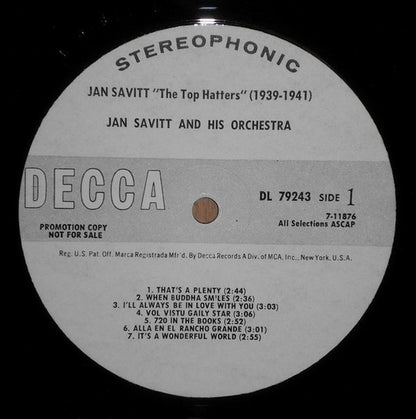 STEREOPHONIC
JAN SAVITT "The Top Hatters" (1939-1941)
JAN SAVITT AND HIS ORCHESTRA
DECCA
DL 79243 SIDE 1
7-11876
All Selections ASCAP
PROMOTION COPY
NOT FOR SALE
Reg. U.S. Pat. Off. Marca Registrada Mfr'd. By Decca Records A Div. of MCA, Inc., New York, U.S.A.
1. THAT'S A PLENTY (2:44)
2. WHEN BUDDHA SMILES (2:36)
3. I'LL ALWAYS BE IN LOVE WITH YOU (3:03)
4. VOL VISTU GAILY STAR (3:06)
5. 720 IN THE BOOKS (2:52)
6. ALLA EN EL RANCHO GRANDE (3:01)
7. IT'S A WONDERFUL WORLD (2:55)